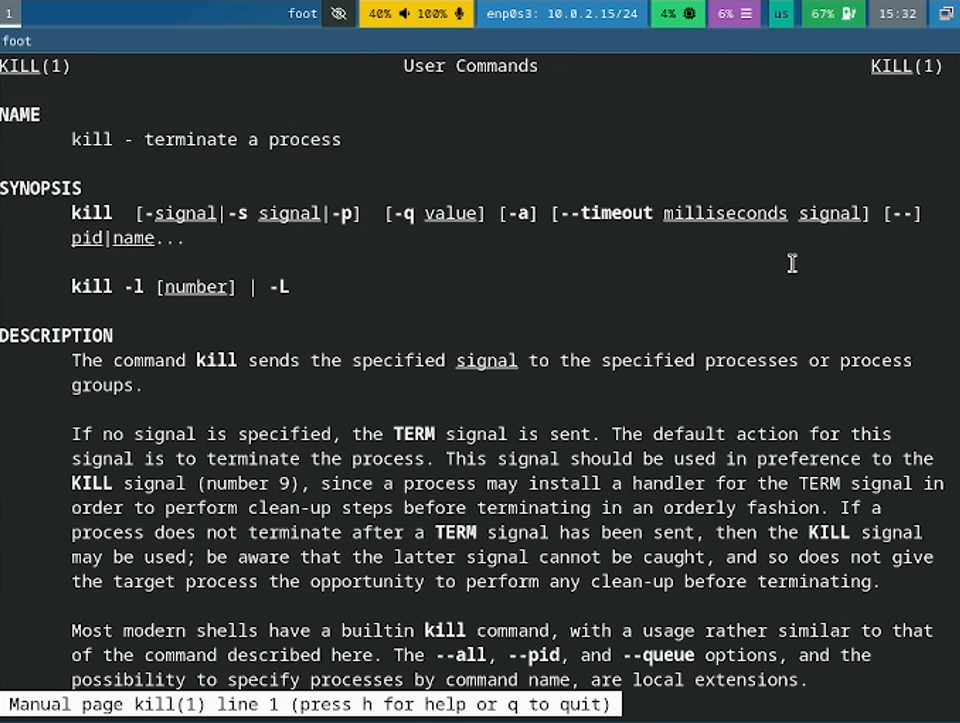 1
foot
40% 100%
enp0s3: 10.0.2.15/24
4%
6%
us
67%
15:32
foot
KILL(1) User Commands KILL(1)
NAME
kill - terminate a process
SYNOPSIS
kill [-signal|-s signal|-p] [-q value] [-a] [--timeout milliseconds signal] [--]
pid|name...
kill -l [number] | -L
DESCRIPTION
The command kill sends the specified signal to the specified processes or process
groups.
If no signal is specified, the TERM signal is sent. The default action for this
signal is to terminate the process. This signal should be used in preference to the
KILL signal (number 9), since a process may install a handler for the TERM signal in
order to perform clean-up steps before terminating in an orderly fashion. If a
process does not terminate after a TERM signal has been sent, then the KILL signal
may be used; be aware that the latter signal cannot be caught, and so does not give
the target process the opportunity to perform any clean-up before terminating.
Most modern shells have a builtin kill command, with a usage rather similar to that
of the command described here. The --all, --pid, and --queue options, and the
possibility to specify processes by command name, are local extensions.
Manual page kill(1) line 1 (press h for help or q to quit)